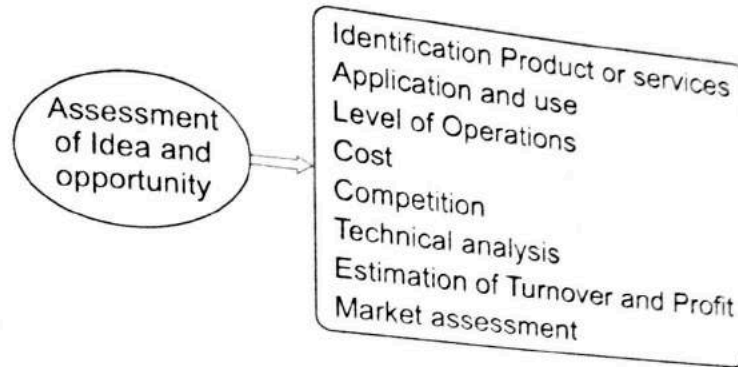 Assessment
of Idea and
opportunity
Identification Product or services
Application and use
Level of Operations
Cost
Competition
Technical analysis
Estimation of Turnover and Profit
Market assessment